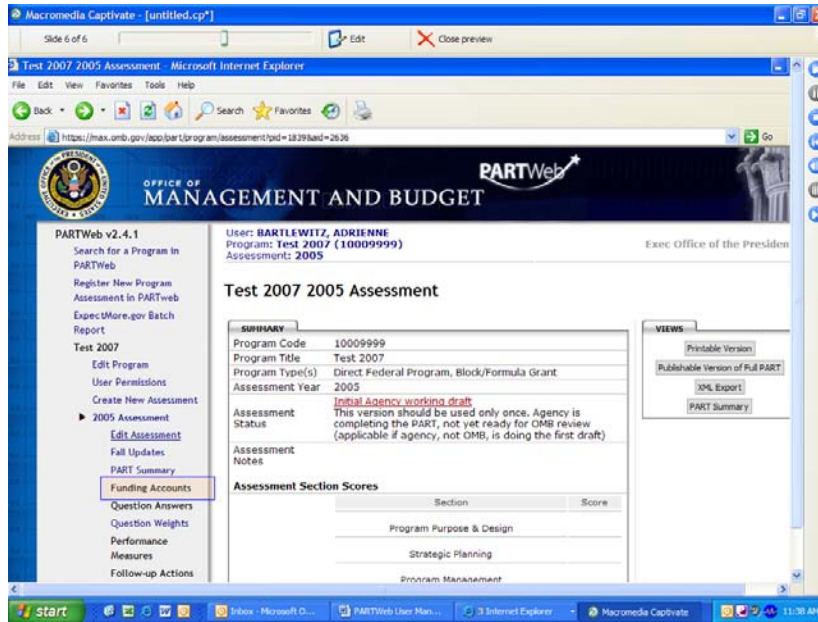 Macromedia Captivate - [untitled.cp*]
Slide 6 of 6
Edit
Close preview
Test 2007 2005 Assessment - Microsoft Internet Explorer
File Edit View Favorites Tools Help
Back
Search
Favorites
Address
https://max.omb.gov/app/part/program/assessment?pid=1839&aid=2636
Go
OFFICE OF
MANAGEMENT AND BUDGET
PARTWeb
PARTWeb v2.4.1
Search for a Program in
PARTWeb
Register New Program
Assessment in PARTweb
ExpectMore.gov Batch
Report
Test 2007
Edit Program
User Permissions
Create New Assessment
2005 Assessment
Edit Assessment
Fall Updates
PART Summary
Funding Accounts
Question Answers
Question Weights
Performance
Measures
Follow-up Actions
User: BARTLEWITZ, ADRIENNE
Program: Test 2007 (10009999)
Assessment: 2005
Exec Office of the Presiden
Test 2007 2005 Assessment
SUMMARY
Program Code 10009999
Program Title Test 2007
Program Type(s) Direct Federal Program, Block/Formula Grant
Assessment Year 2005
Assessment
Status
Initial Agency working draft
This version should be used only once. Agency is
completing the PART, not yet ready for OMB review
(applicable if agency, not OMB, is doing the first draft)
Assessment
Notes
Assessment Section Scores
Section Score
Program Purpose & Design
Strategic Planning
Program Management
VIEWS
Printable Version
Publishable Version of Full PART
XML Export
PART Summary
start
Inbox - Microsoft O...
PARTWeb User Man...
3 Internet Explorer
Macromedia Captivate
11:38 AM